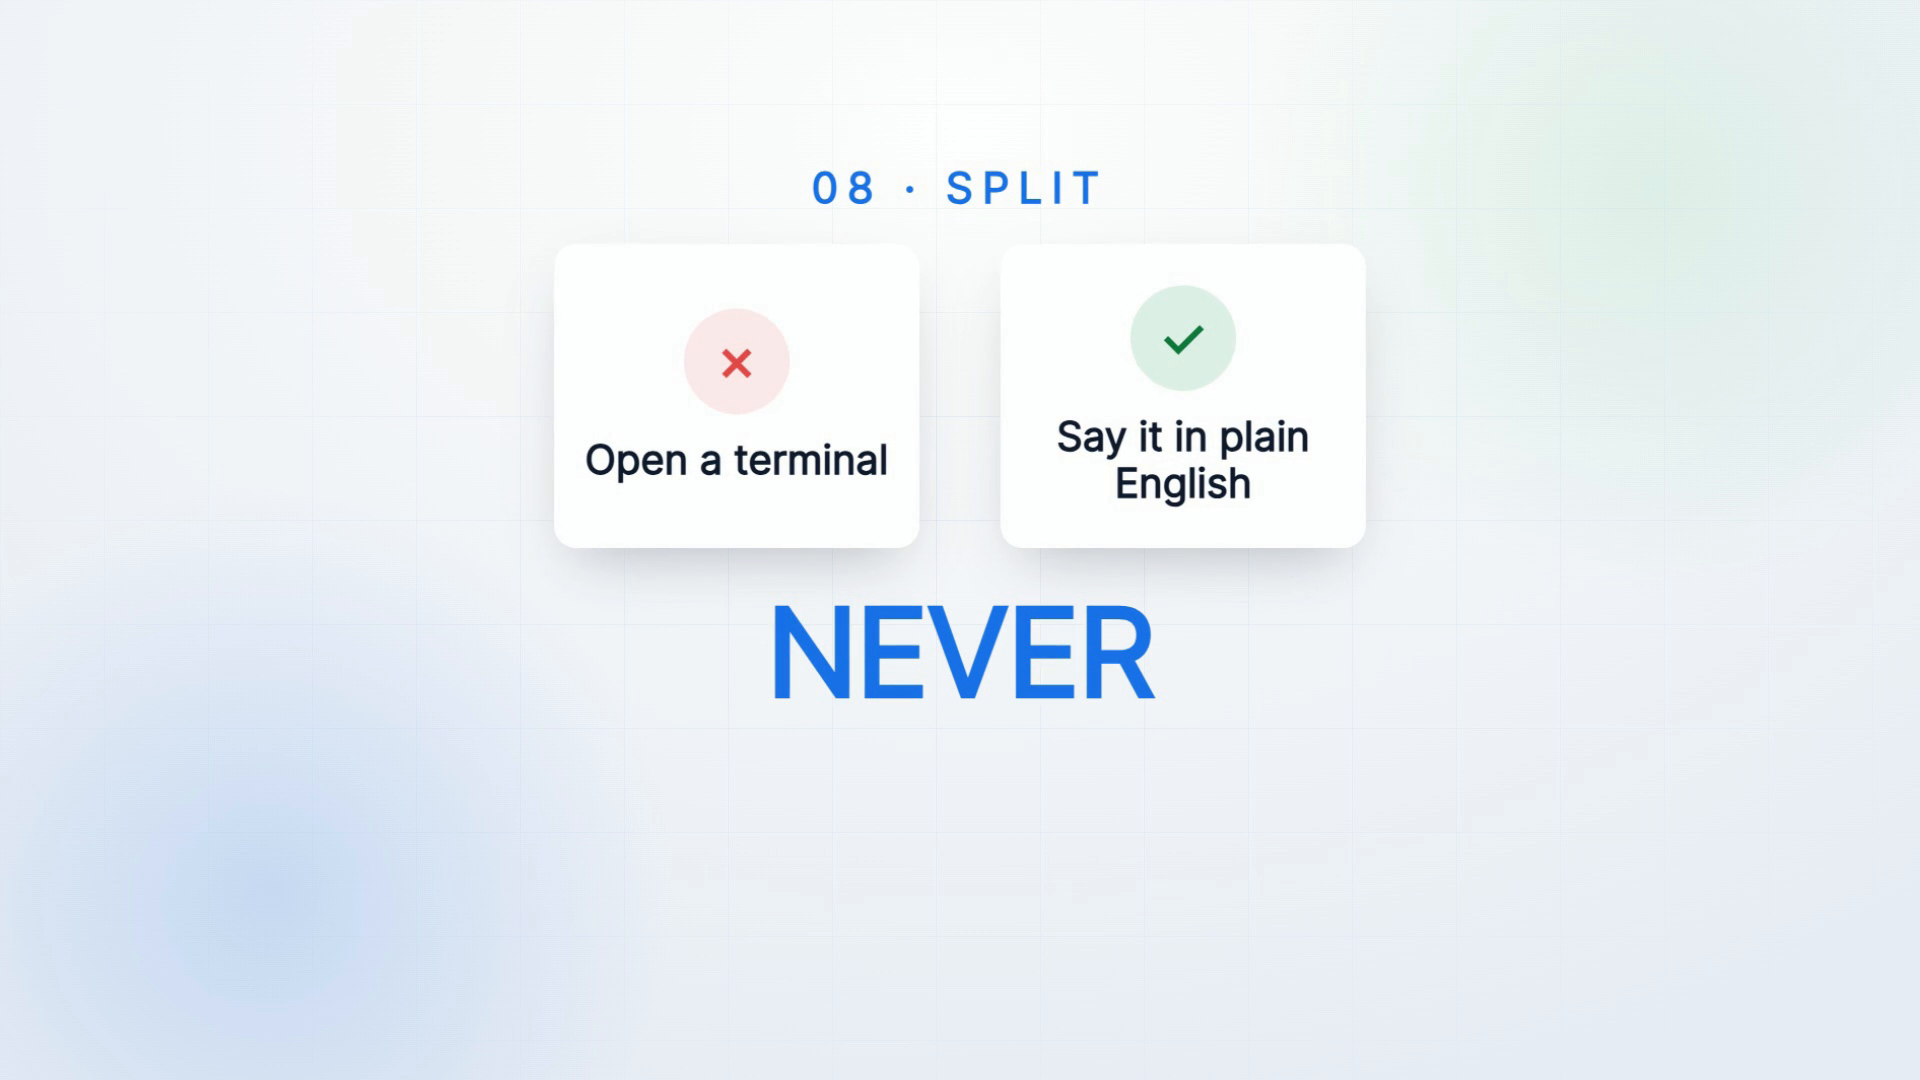 08 · SPLIT
Open a terminal
Say it in plain
English
NEVER